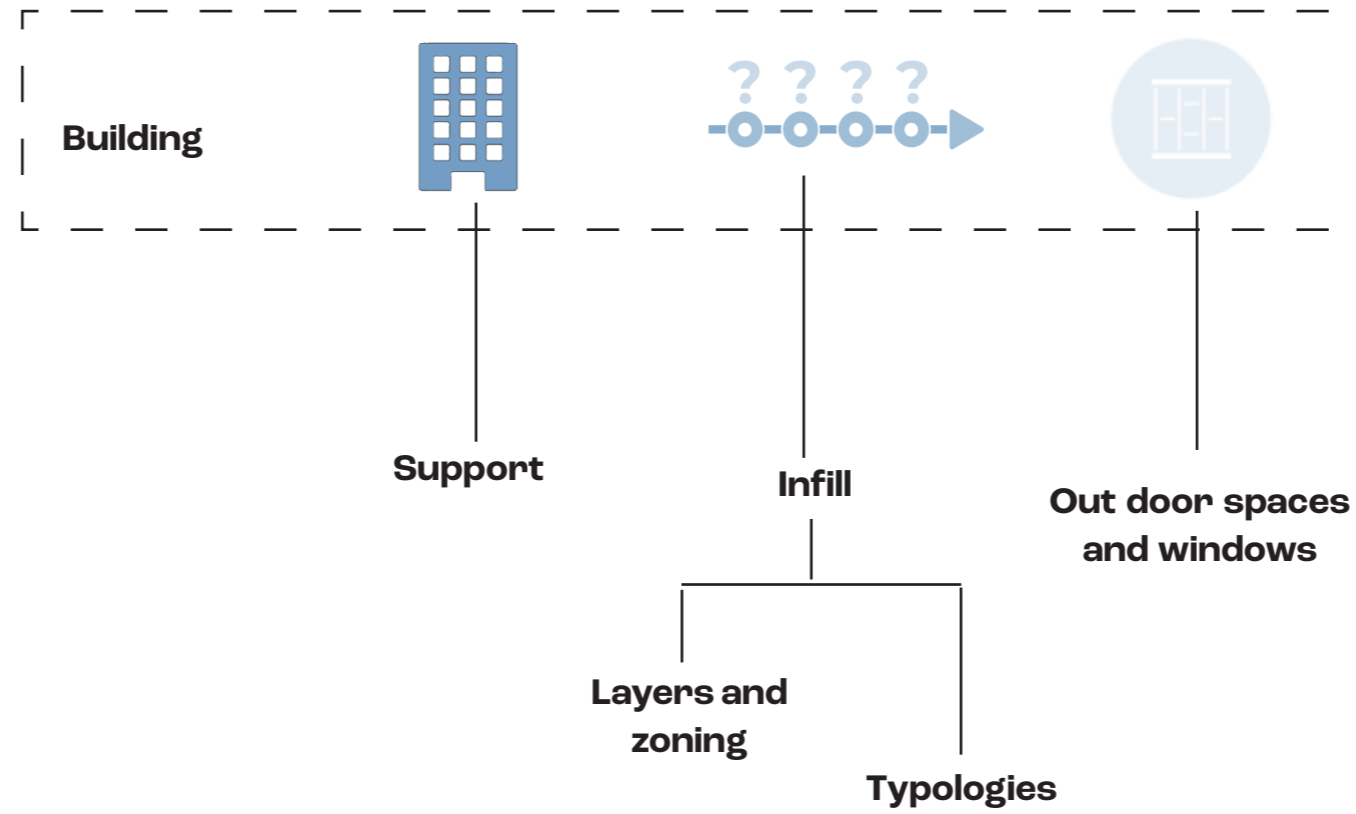 ? ? ? ?
Building
Support
Infill
Out door spaces
and windows
Layers and
zoning
Typologies